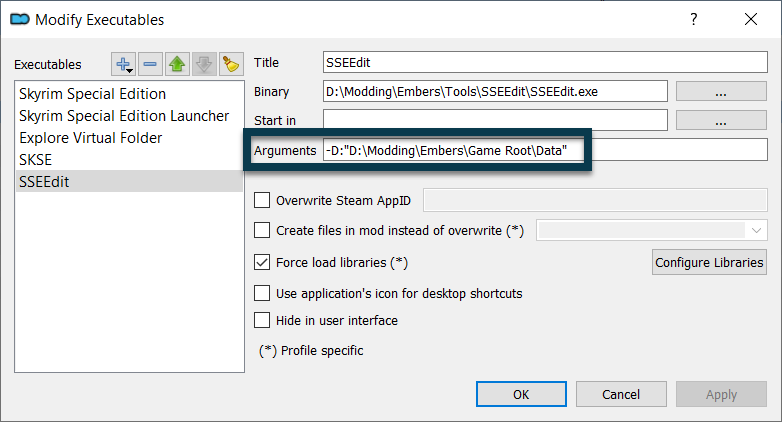 Modify Executables
Executables
Skyrim Special Edition
Skyrim Special Edition Launcher
Explore Virtual Folder
SKSE
SSEEdit
Title SSEEdit
Binary D:\Modding\Embers\Tools\SSEEdit\SSEEdit.exe ...
Start in ...
Arguments -D:"D:\Modding\Embers\Game Root\Data"
Overwrite Steam AppID
Create files in mod instead of overwrite (*)
Force load libraries (*) Configure Libraries
Use application's icon for desktop shortcuts
Hide in user interface
(*) Profile specific
OK Cancel Apply